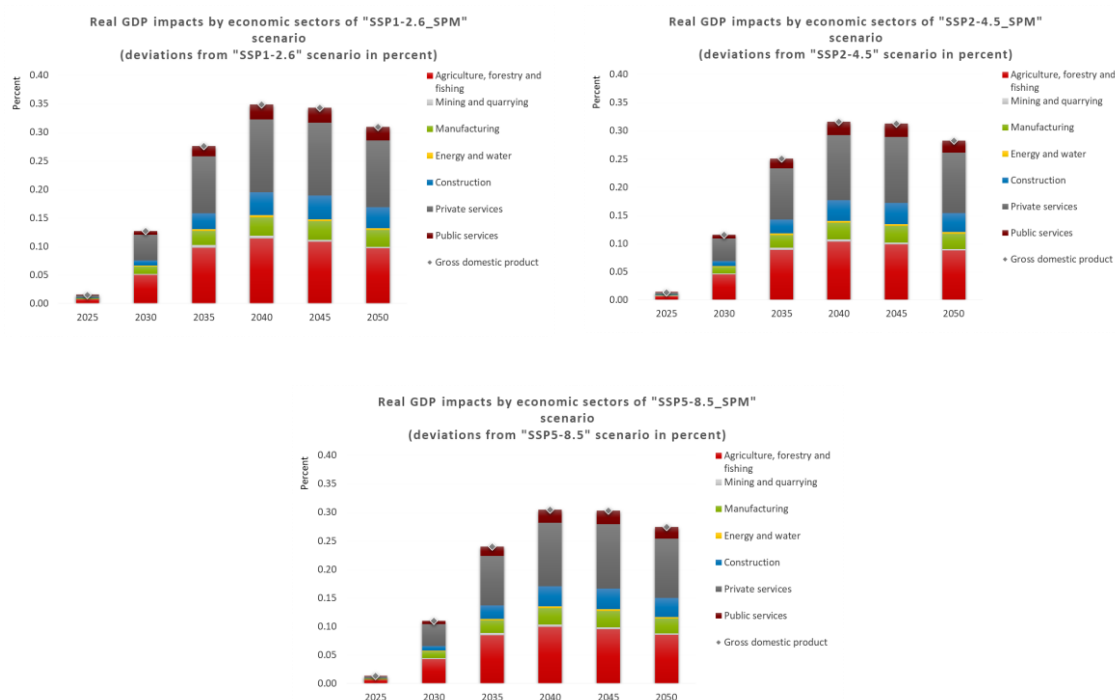 Real GDP impacts by economic sectors of "SSP1-2.6_SPM"
scenario
(deviations from "SSP1-2.6" scenario in percent)
Percent
0.40
0.35
0.30
0.25
0.20
0.15
0.10
0.05
0.00
2025 2030 2035 2040 2045 2050
Agriculture, forestry and
fishing
Mining and quarrying
Manufacturing
Energy and water
Construction
Private services
Public services
Gross domestic product
Real GDP impacts by economic sectors of "SSP2-4.5_SPM"
scenario
(deviations from "SSP2-4.5" scenario in percent)
Percent
0.40
0.35
0.30
0.25
0.20
0.15
0.10
0.05
0.00
2025 2030 2035 2040 2045 2050
Agriculture, forestry and
fishing
Mining and quarrying
Manufacturing
Energy and water
Construction
Private services
Public services
Gross domestic product
Real GDP impacts by economic sectors of "SSP5-8.5_SPM"
scenario
(deviations from "SSP5-8.5" scenario in percent)
Percent
0.40
0.35
0.30
0.25
0.20
0.15
0.10
0.05
0.00
2025 2030 2035 2040 2045 2050
Agriculture, forestry and
fishing
Mining and quarrying
Manufacturing
Energy and water
Construction
Private services
Public services
Gross domestic product